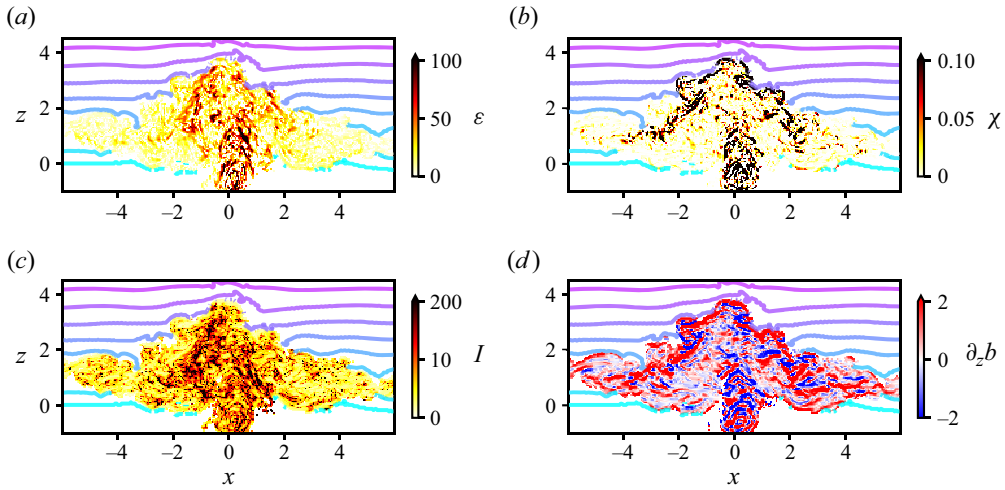 (a) (b)
4 100 4 0.10
z 2 50 ε 2 0.05 χ
0 0 0 0
−4 −2 0 2 4 −4 −2 0 2 4
x x
(c) (d)
4 200 4 2
z 2 10 I 2 0 ∂zb
0 0 0 −2
−4 −2 0 2 4 −4 −2 0 2 4
x x